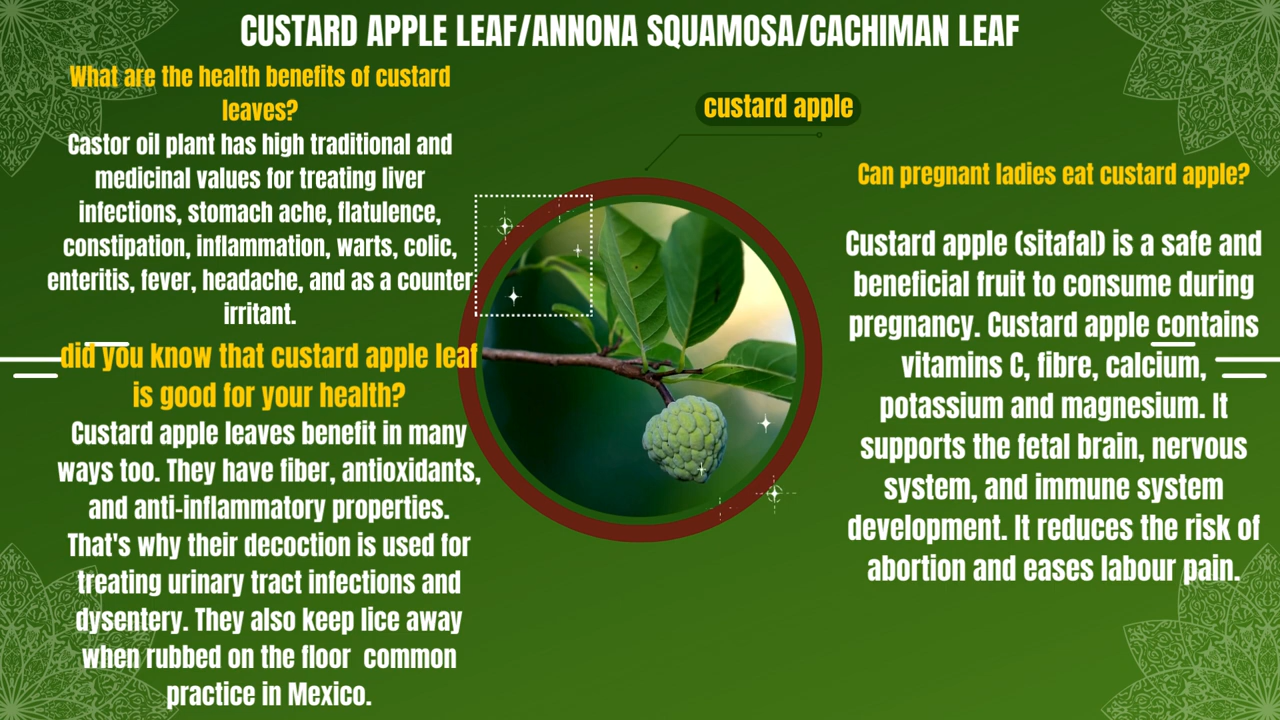 CUSTARD APPLE LEAF/ANNONA SQUAMOSA/CACHIMAN LEAF
What are the health benefits of custard
leaves?
Castor oil plant has high traditional and
medicinal values for treating liver
infections, stomach ache, flatulence,
constipation, inflammation, warts, colic,
enteritis, fever, headache, and as a counter
irritant.
did you know that custard apple leaf
is good for your health?
Custard apple leaves benefit in many
ways too. They have fiber, antioxidants,
and anti-inflammatory properties.
That's why their decoction is used for
treating urinary tract infections and
dysentery. They also keep lice away
when rubbed on the floor common
practice in Mexico.
custard apple
Can pregnant ladies eat custard apple?
Custard apple (sitafal) is a safe and
beneficial fruit to consume during
pregnancy. Custard apple contains
vitamins C, fibre, calcium,
potassium and magnesium. It
supports the fetal brain, nervous
system, and immune system
development. It reduces the risk of
abortion and eases labour pain.